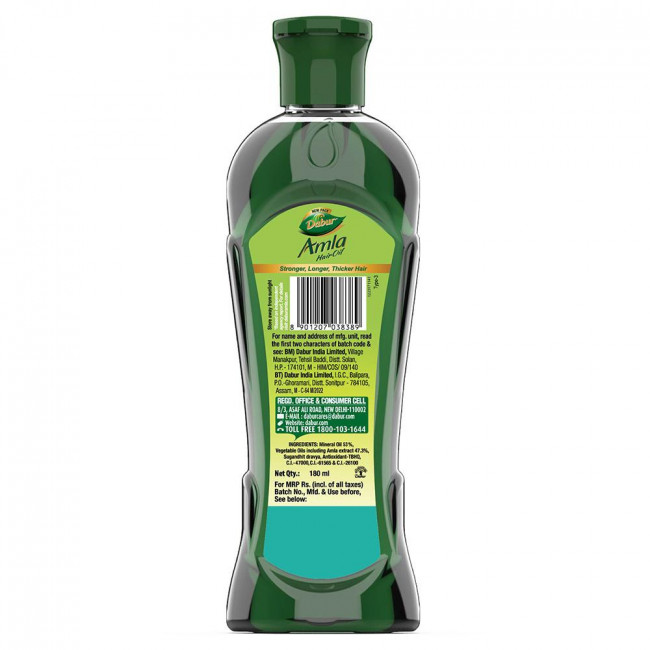 NEW PACK
Dabur
Amla
Hair Oil
Stronger, Longer, Thicker Hair
Store away from sunlight
Type-3
8 901207 038389
For name and address of mfg. unit, read
the first two characters of batch code &
see: BM) Dabur India Limited, Village
Manakpur, Tehsil Baddi, Distt. Solan,
H.P. - 174101, M - HIM/COS/ 09/140
BT) Dabur India Limited, I.G.C., Balipara,
P.O.-Ghoramari, Distt. Sonitpur - 784105,
Assam, M - C-64 M/3922
REGD. OFFICE & CONSUMER CELL
8/3, ASAF ALI ROAD, NEW DELHI-110002
E-MAIL : daburcares@dabur.com
Website: dabur.com
TOLL FREE 1800-103-1644
INGREDIENTS: Mineral Oil 52%,
Vegetable Oils including Amla extract 47.3%,
Sugandhit dravya, Antioxidant-TBHQ,
C.I.-47000, C.I.-61565 & C.I.-26100
Net Qty.: 180 ml
For MRP Rs. (incl. of all taxes)
Batch No., Mfd. & Use before,
See below: